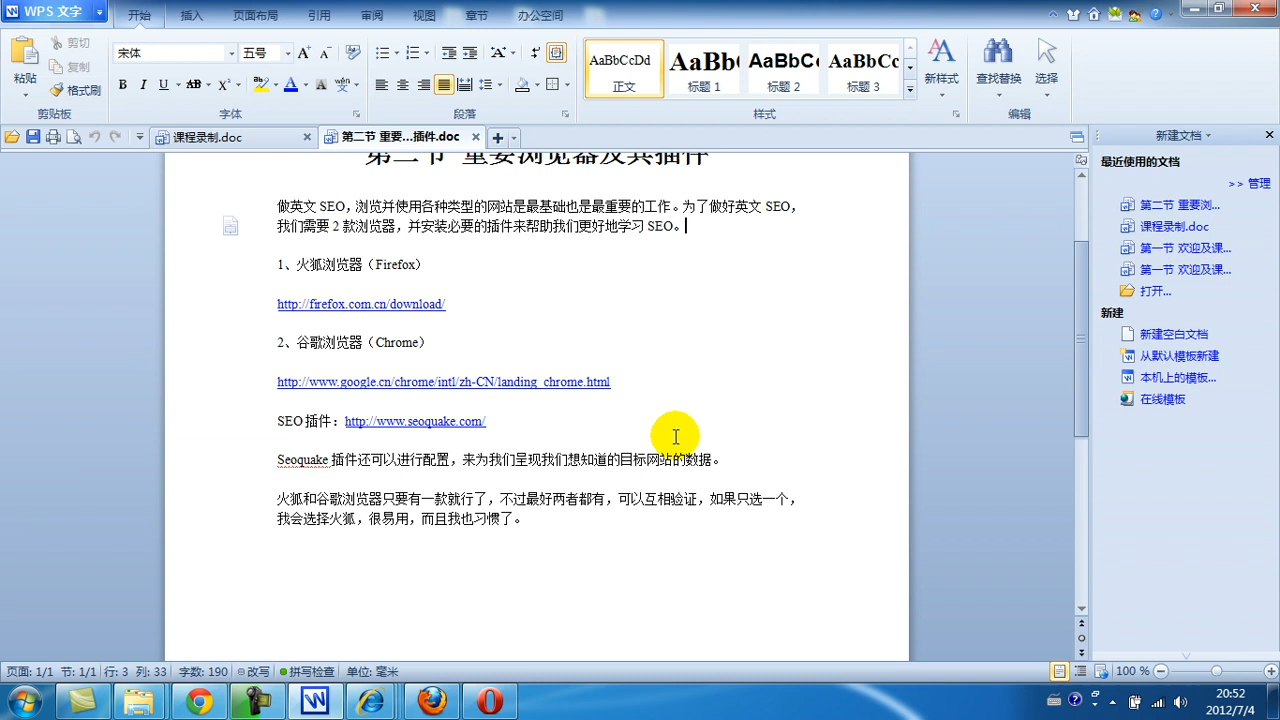 WPS 文字
开始 插入 页面布局 引用 审阅 视图 章节 办公空间
粘贴 剪切 复制 格式刷
宋体 五号
AaBbCcDd AaBb AaBbCc AaBbCc
正文 标题 1 标题 2 标题 3
新样式 查找替换 选择
剪贴板 字体 段落 样式 编辑
课程录制.doc 第二节 重要...插件.doc
新建文档
第二节 重要浏览器及其插件
做英文 SEO，浏览并使用各种类型的网站是最基础也是最重要的工作。为了做好英文 SEO，
我们需要 2 款浏览器，并安装必要的插件来帮助我们更好地学习 SEO。
1、火狐浏览器（Firefox）
http://firefox.com.cn/download/
2、谷歌浏览器（Chrome）
http://www.google.cn/chrome/intl/zh-CN/landing_chrome.html
SEO 插件：http://www.seoquake.com/
Seoquake 插件还可以进行配置，来为我们呈现我们想知道的目标网站的数据。
火狐和谷歌浏览器只要有一款就行了，不过最好两者都有，可以互相验证，如果只选一个，
我会选择火狐，很易用，而且我也习惯了。
最近使用的文档
>> 管理
第二节 重要浏...
课程录制.doc
第一节 欢迎及课...
第一节 欢迎及课...
打开...
新建
新建空白文档
从默认模板新建
本机上的模板...
在线模板
页面: 1/1 节: 1/1 行: 3 列: 33 字数: 190 改写 拼写检查 单位: 毫米 100 %
20:52
2012/7/4